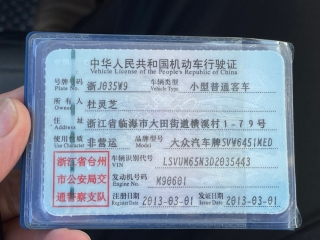 中华人民共和国机动车行驶证
Vehicle License of the People's Republic of China
号牌号码 浙J035W9 车辆类型 小型普通客车
Plate No. Vehicle Type
所有人 杜灵芝
Owner
住址 浙江省临海市大田街道横溪村1-79号
Address
使用性质 非营运 品牌型号 大众汽车牌SVW6451MED
Use Character Model
浙江省台州 车辆识别代号 LSVUM65N3D2035443
VIN
市公安局交 发动机号码 M90601
Engine No.
通警察支队 注册日期 2013-03-01 发证日期 2013-03-01
Register Date Issue Date